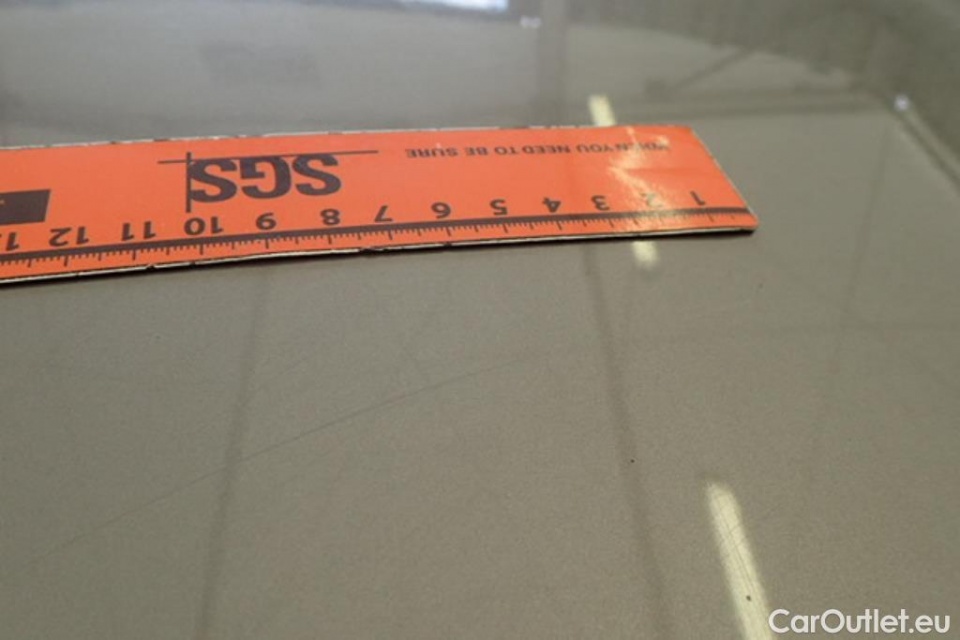 WHEN YOU NEED TO BE SURE
SGS
1 2 3 4 5 6 7 8 9 10 11 12
CarOutlet.eu